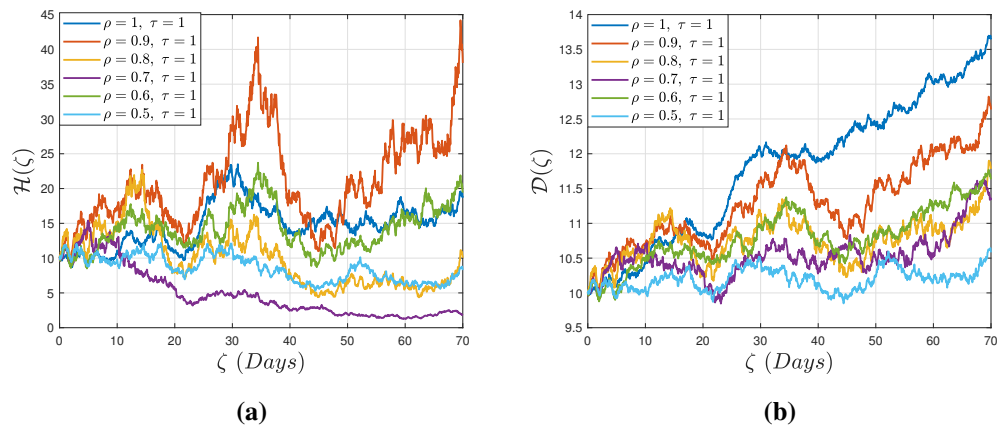 45
40
35
30
25
20
15
10
5
0
ℋ(ζ)
ρ = 1, τ = 1
ρ = 0.9, τ = 1
ρ = 0.8, τ = 1
ρ = 0.7, τ = 1
ρ = 0.6, τ = 1
ρ = 0.5, τ = 1
0 10 20 30 40 50 60 70
ζ (Days)
(a)
14
13.5
13
12.5
12
11.5
11
10.5
10
9.5
𝒟(ζ)
ρ = 1, τ = 1
ρ = 0.9, τ = 1
ρ = 0.8, τ = 1
ρ = 0.7, τ = 1
ρ = 0.6, τ = 1
ρ = 0.5, τ = 1
0 10 20 30 40 50 60 70
ζ (Days)
(b)